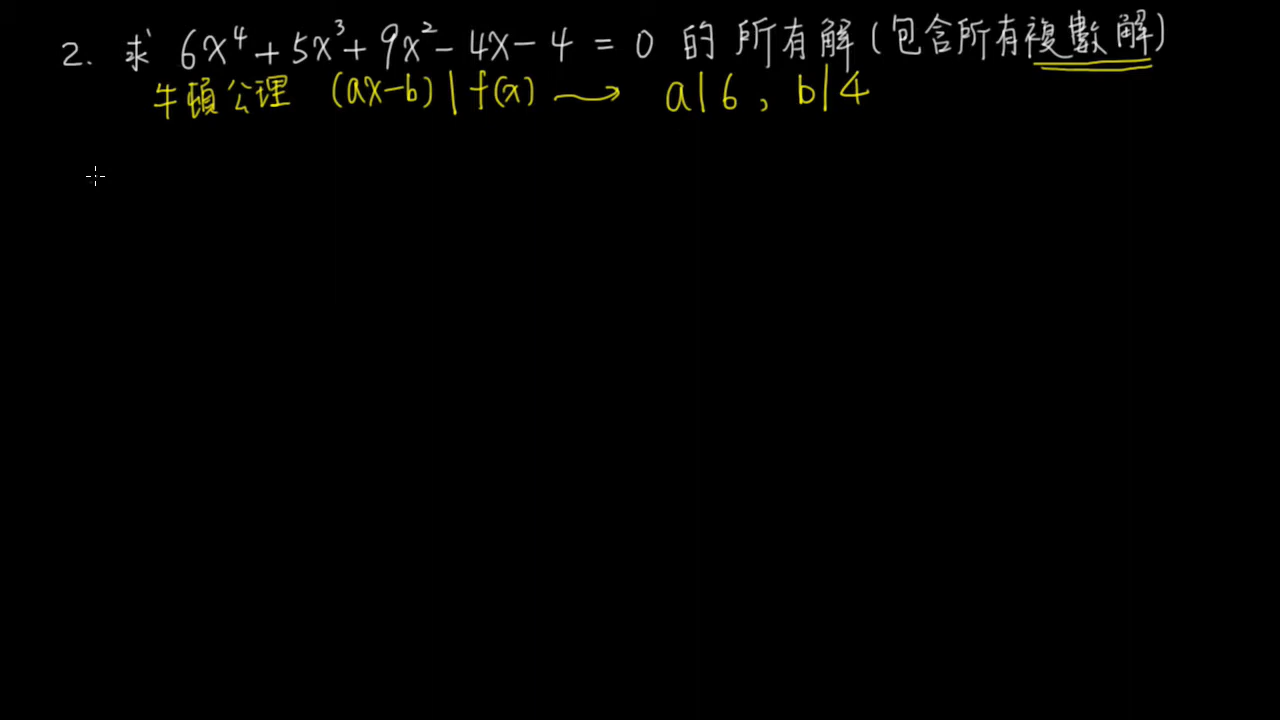 2. 求 6x⁴ + 5x³ + 9x² - 4x - 4 = 0 的所有解(包含所有複數解)
牛頓公理 (ax-b) | f(x) ⟶ a|6 , b|4